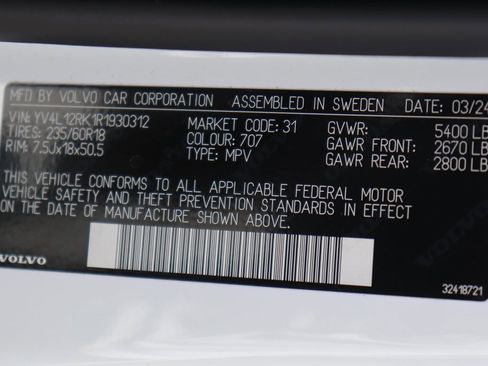 MFD BY VOLVO CAR CORPORATION ASSEMBLED IN SWEDEN DATE: 03/24
VIN: YV4L12RK1R1930312 MARKET CODE: 31 GVWR: 5400 LB
TIRES: 235/60R18 COLOUR: 707 GAWR FRONT: 2670 LB
RIM: 7.5Jx18x50.5 TYPE: MPV GAWR REAR: 2800 LB
THIS VEHICLE CONFORMS TO ALL APPLICABLE FEDERAL MOTOR
VEHICLE SAFETY AND THEFT PREVENTION STANDARDS IN EFFECT
ON THE DATE OF MANUFACTURE SHOWN ABOVE.
VOLVO 32418721